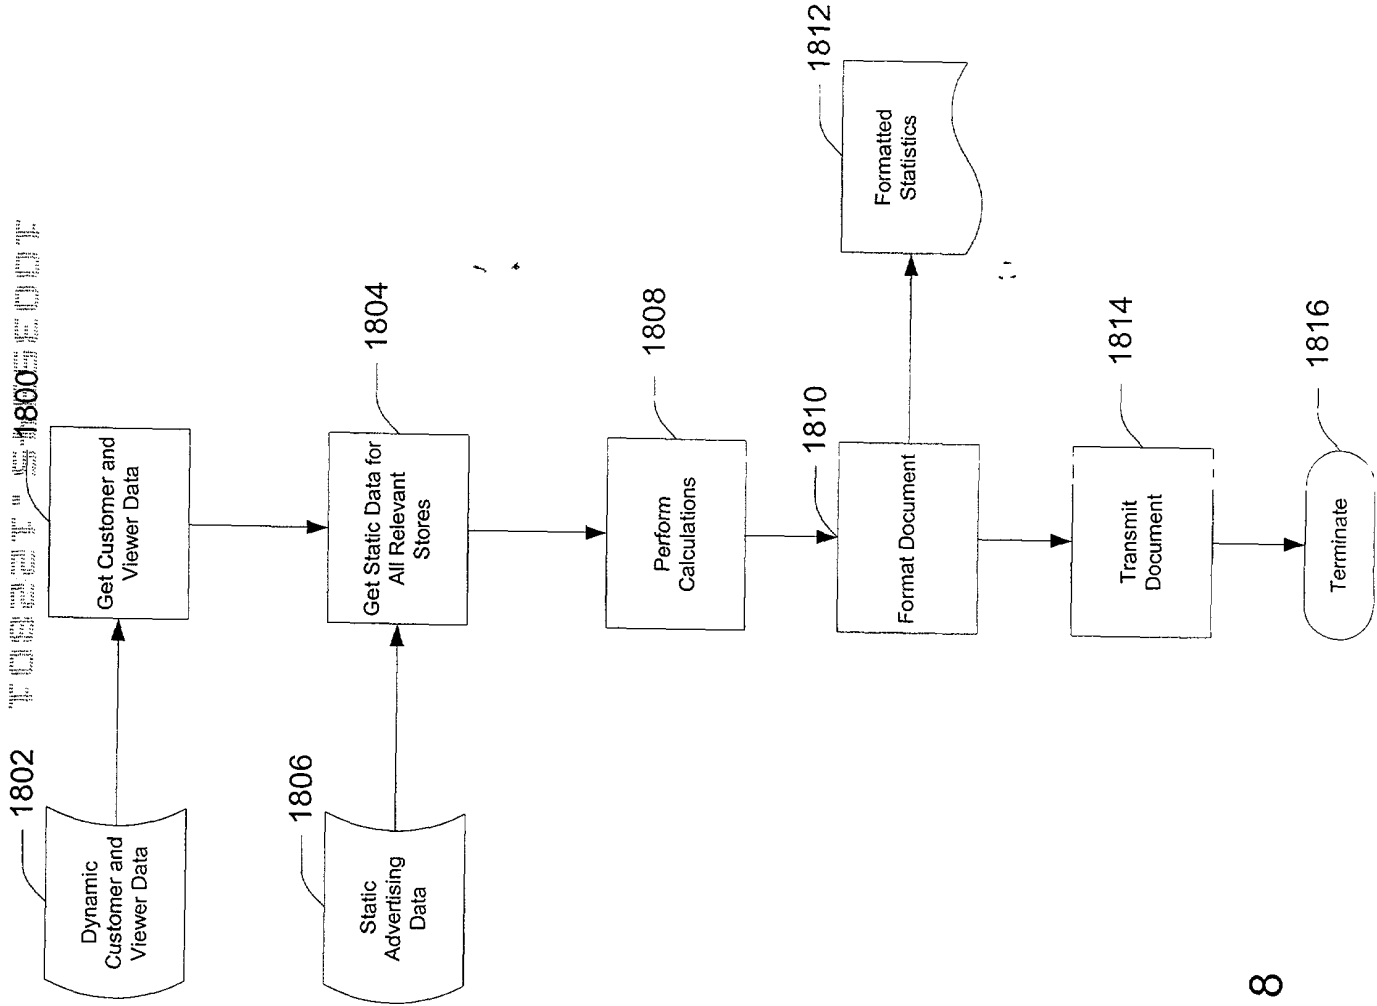 1802
Dynamic
Customer and
Viewer Data
1800
Get Customer and
Viewer Data
1806
Static
Advertising
Data
1804
Get Static Data for
All Relevant
Stores
1808
Perform
Calculations
1810
Format Document
1812
Formatted
Statistics
1814
Transmit
Document
1816
Terminate
8